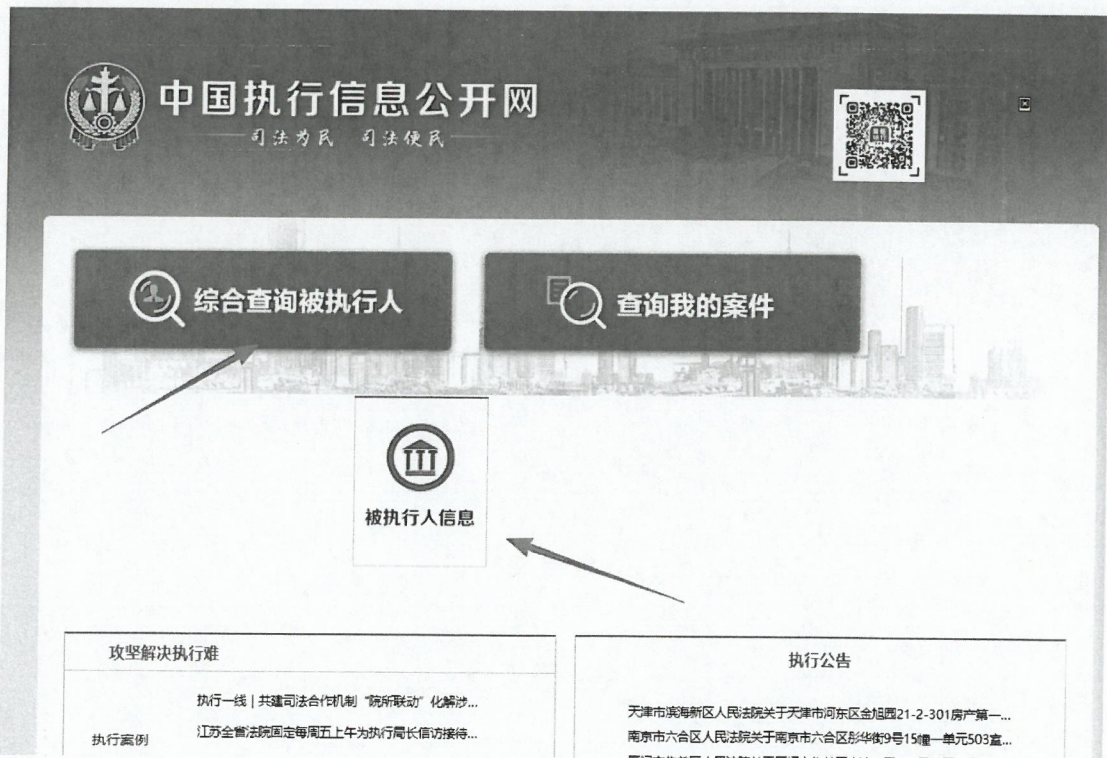 中国执行信息公开网
司法为民 司法便民
综合查询被执行人
查询我的案件
被执行人信息
攻坚解决执行难
执行公告
执行案例
执行一线 | 共建司法合作机制 “院所联动” 化解涉...
江苏全省法院固定每周五上午为执行局长信访接待...
天津市滨海新区人民法院关于天津市河东区金旭园21-2-301房产第一...
南京市六合区人民法院关于南京市六合区彤华街9号15幢一单元503室...